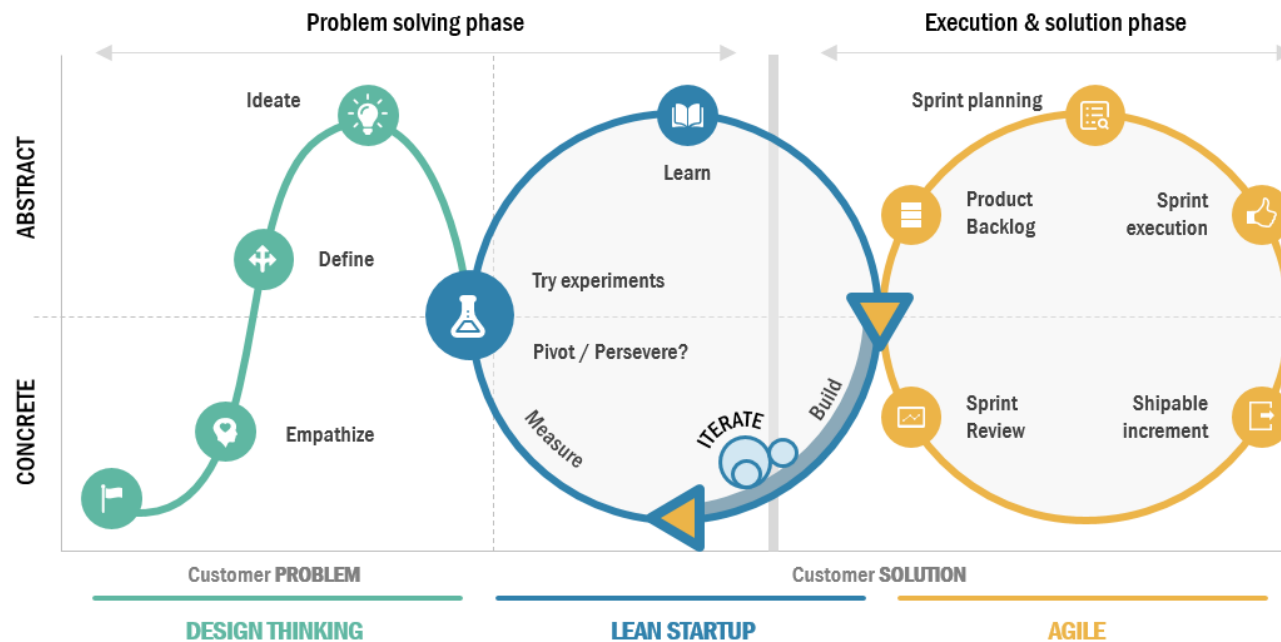 Problem solving phase
Execution & solution phase
ABSTRACT
CONCRETE
Ideate
Define
Empathize
Learn
Try experiments
Pivot / Persevere?
Measure
ITERATE
Build
Sprint planning
Product
Backlog
Sprint
execution
Sprint
Review
Shipable
increment
Customer PROBLEM
Customer SOLUTION
DESIGN THINKING
LEAN STARTUP
AGILE